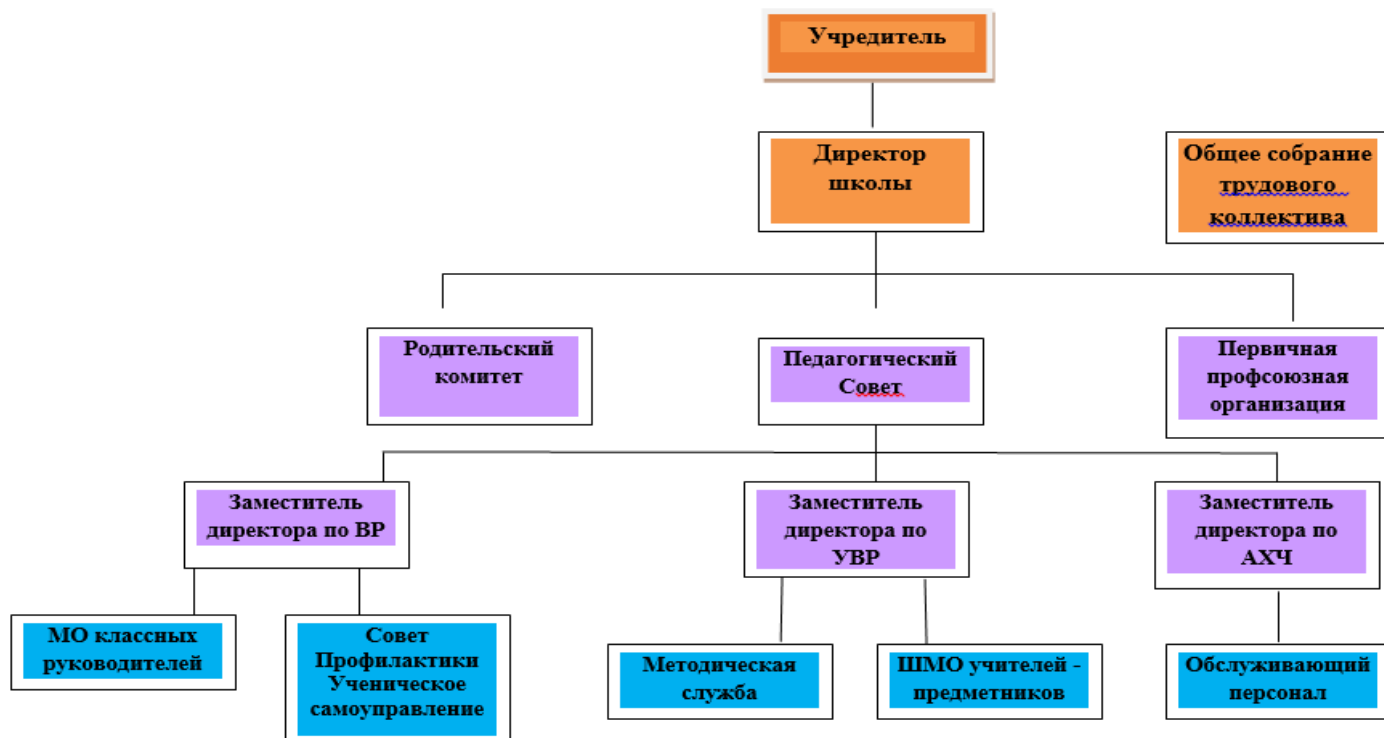 Учредитель
Директор
школы
Общее собрание
трудового
коллектива
Родительский
комитет
Педагогический
Совет
Первичная
профсоюзная
организация
Заместитель
директора по ВР
Заместитель
директора по
УВР
Заместитель
директора по
АХЧ
МО классных
руководителей
Совет
Профилактики
Ученическое
самоуправление
Методическая
служба
ШМО учителей -
предметников
Обслуживающий
персонал